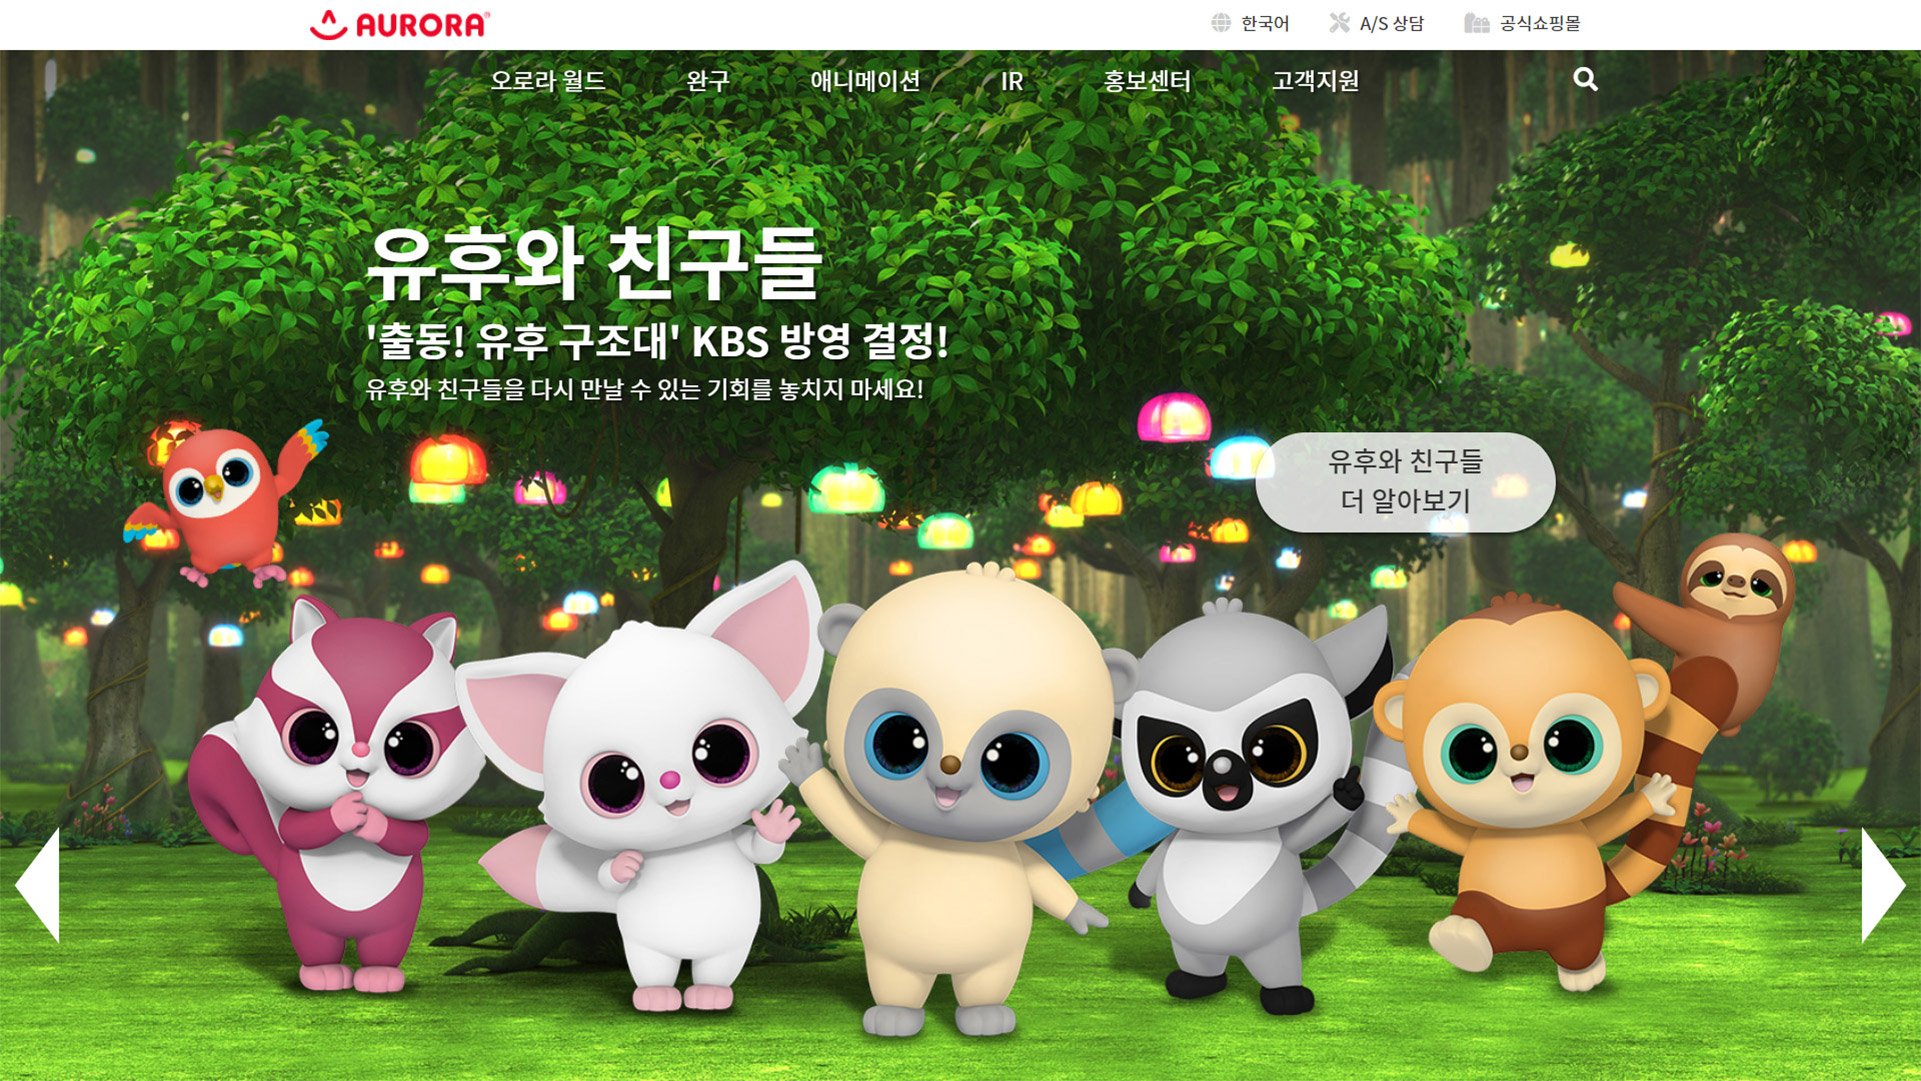 AURORA
한국어
A/S 상담
공식쇼핑몰
오로라 월드
완구
애니메이션
IR
홍보센터
고객지원
유후와 친구들
'출동! 유후 구조대' KBS 방영 결정!
유후와 친구들을 다시 만날 수 있는 기회를 놓치지 마세요!
유후와 친구들
더 알아보기